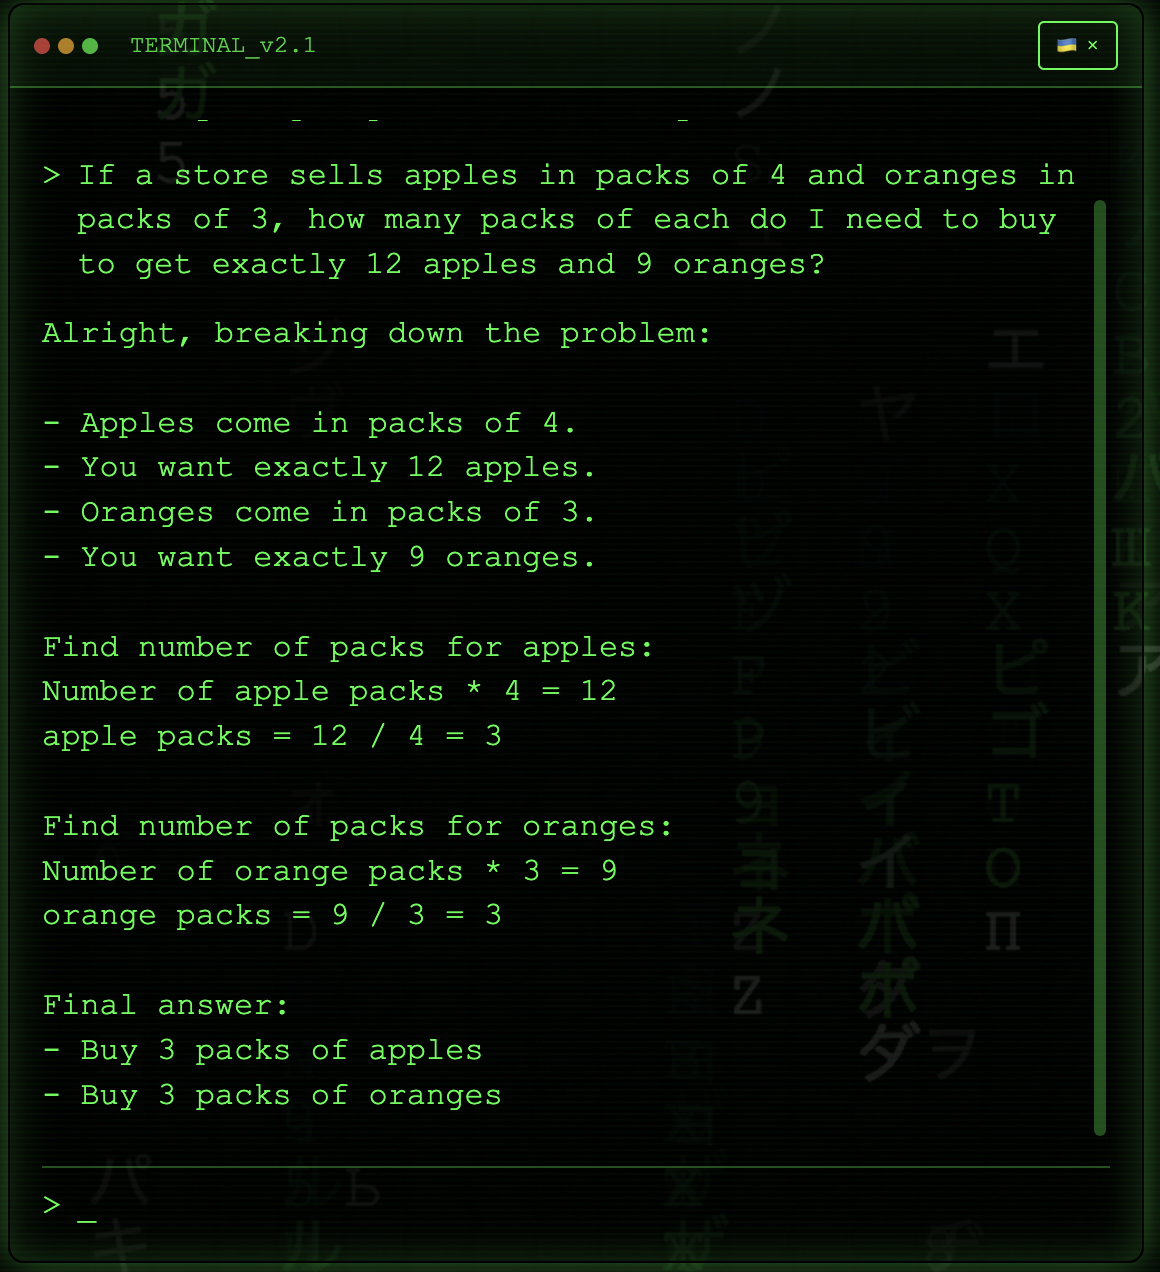 TERMINAL_v2.1
🇺🇦 ×
> If a store sells apples in packs of 4 and oranges in
packs of 3, how many packs of each do I need to buy
to get exactly 12 apples and 9 oranges?
Alright, breaking down the problem:
- Apples come in packs of 4.
- You want exactly 12 apples.
- Oranges come in packs of 3.
- You want exactly 9 oranges.
Find number of packs for apples:
Number of apple packs * 4 = 12
apple packs = 12 / 4 = 3
Find number of packs for oranges:
Number of orange packs * 3 = 9
orange packs = 9 / 3 = 3
Final answer:
- Buy 3 packs of apples
- Buy 3 packs of oranges
> _